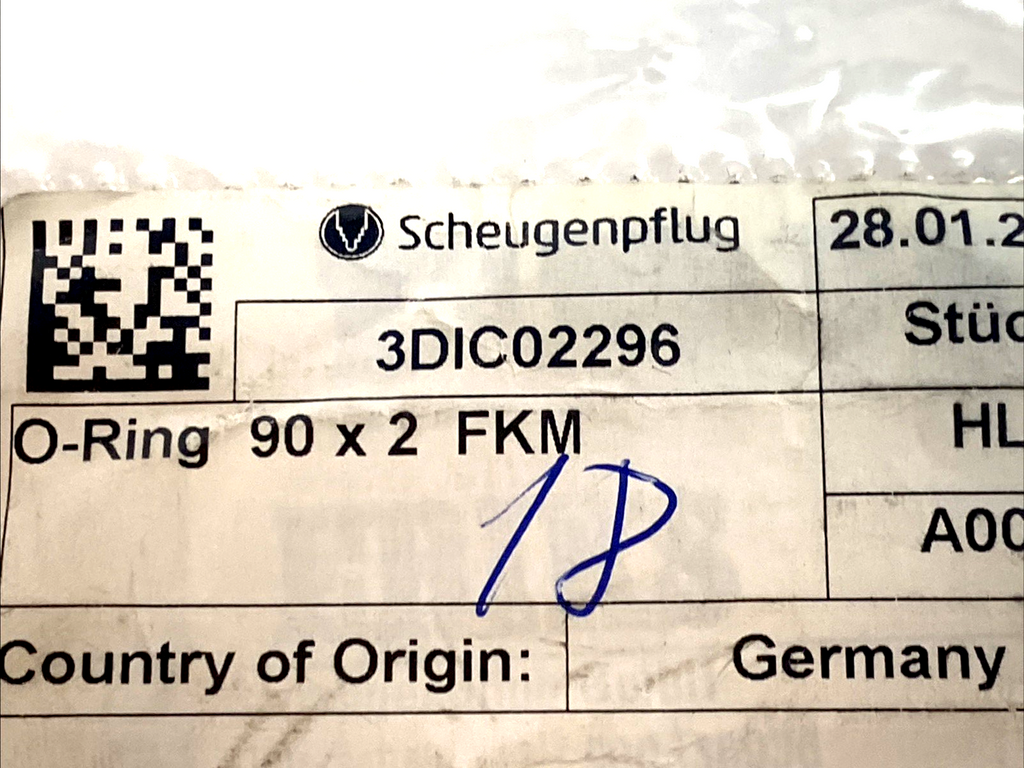 Scheugenpflug
28.01.2
3DIC02296
Stüc
O-Ring 90 x 2 FKM
HL
18
A00
Country of Origin: Germany